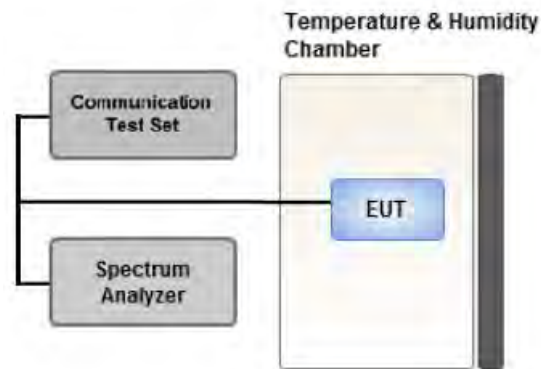 Temperature & Humidity
Chamber
Communication
Test Set
EUT
Spectrum
Analyzer